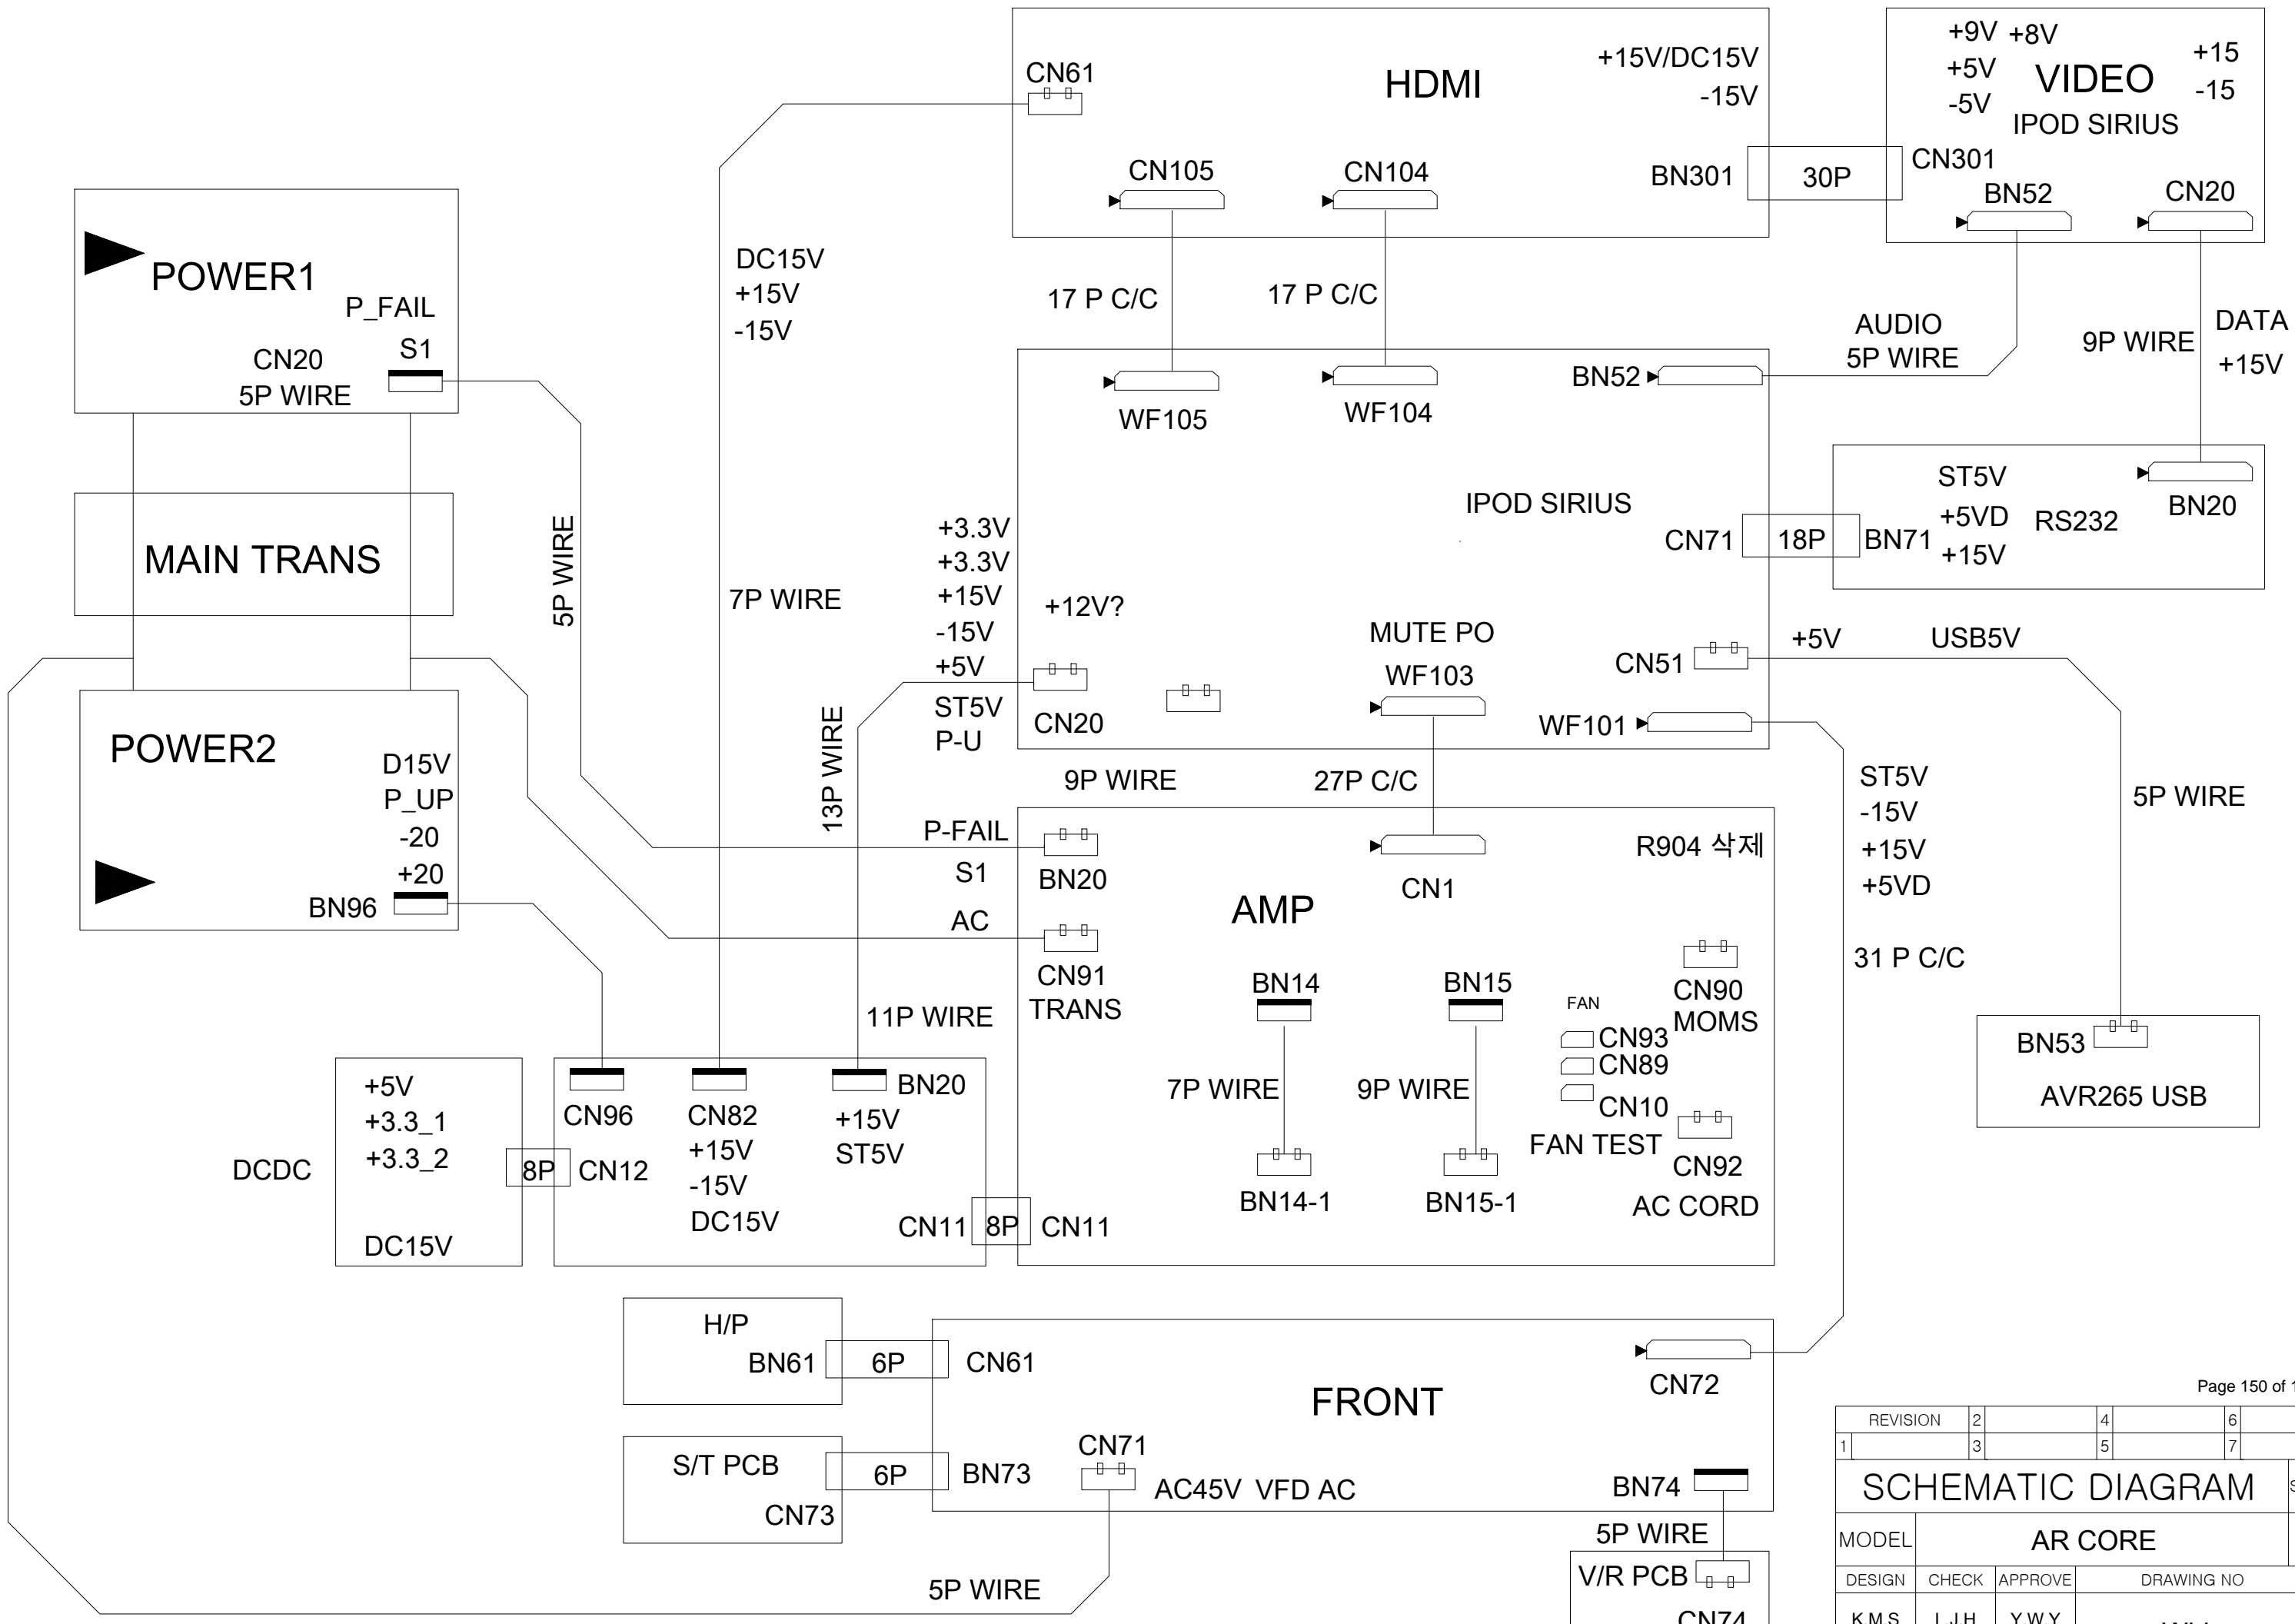 CN61
HDMI
+15V/DC15V
-15V
CN105
CN104
BN301
30P
CN301
+9V +8V
+5V
-5V
VIDEO
+15
-15
IPOD SIRIUS
BN52
CN20
POWER1
P_FAIL
S1
CN20
5P WIRE
DC15V
+15V
-15V
17 P C/C
17 P C/C
AUDIO
5P WIRE
9P WIRE
DATA
+15V
WF105
WF104
BN52
IPOD SIRIUS
CN71
18P
BN71
ST5V
+5VD
+15V
RS232
BN20
MAIN TRANS
5P WIRE
7P WIRE
+3.3V
+3.3V
+15V
-15V
+5V
ST5V
P-U
+12V?
CN20
MUTE PO
WF103
CN51
WF101
+5V
USB5V
POWER2
D15V
P_UP
-20
+20
BN96
13P WIRE
9P WIRE
27P C/C
ST5V
-15V
+15V
+5VD
5P WIRE
31 P C/C
P-FAIL
S1
AC
BN20
CN91
TRANS
AMP
CN1
R904 삭제
11P WIRE
BN14
BN15
FAN
CN93
CN89
CN10
FAN TEST
CN90
MOMS
7P WIRE
9P WIRE
CN92
AC CORD
BN14-1
BN15-1
BN53
AVR265 USB
DCDC
+5V
+3.3_1
+3.3_2
DC15V
8P
CN12
CN96
CN82
+15V
-15V
DC15V
BN20
+15V
ST5V
CN11
8P
CN11
H/P
BN61
6P
CN61
FRONT
CN72
S/T PCB
6P
BN73
CN73
CN71
AC45V VFD AC
BN74
5P WIRE
5P WIRE
V/R PCB
CN74
Page 150 of 1
REVISION 2 4 6
1 3 5 7
SCHEMATIC DIAGRAM
MODEL
AR CORE
DESIGN CHECK APPROVE DRAWING NO
K.M.S
Y.W.Y